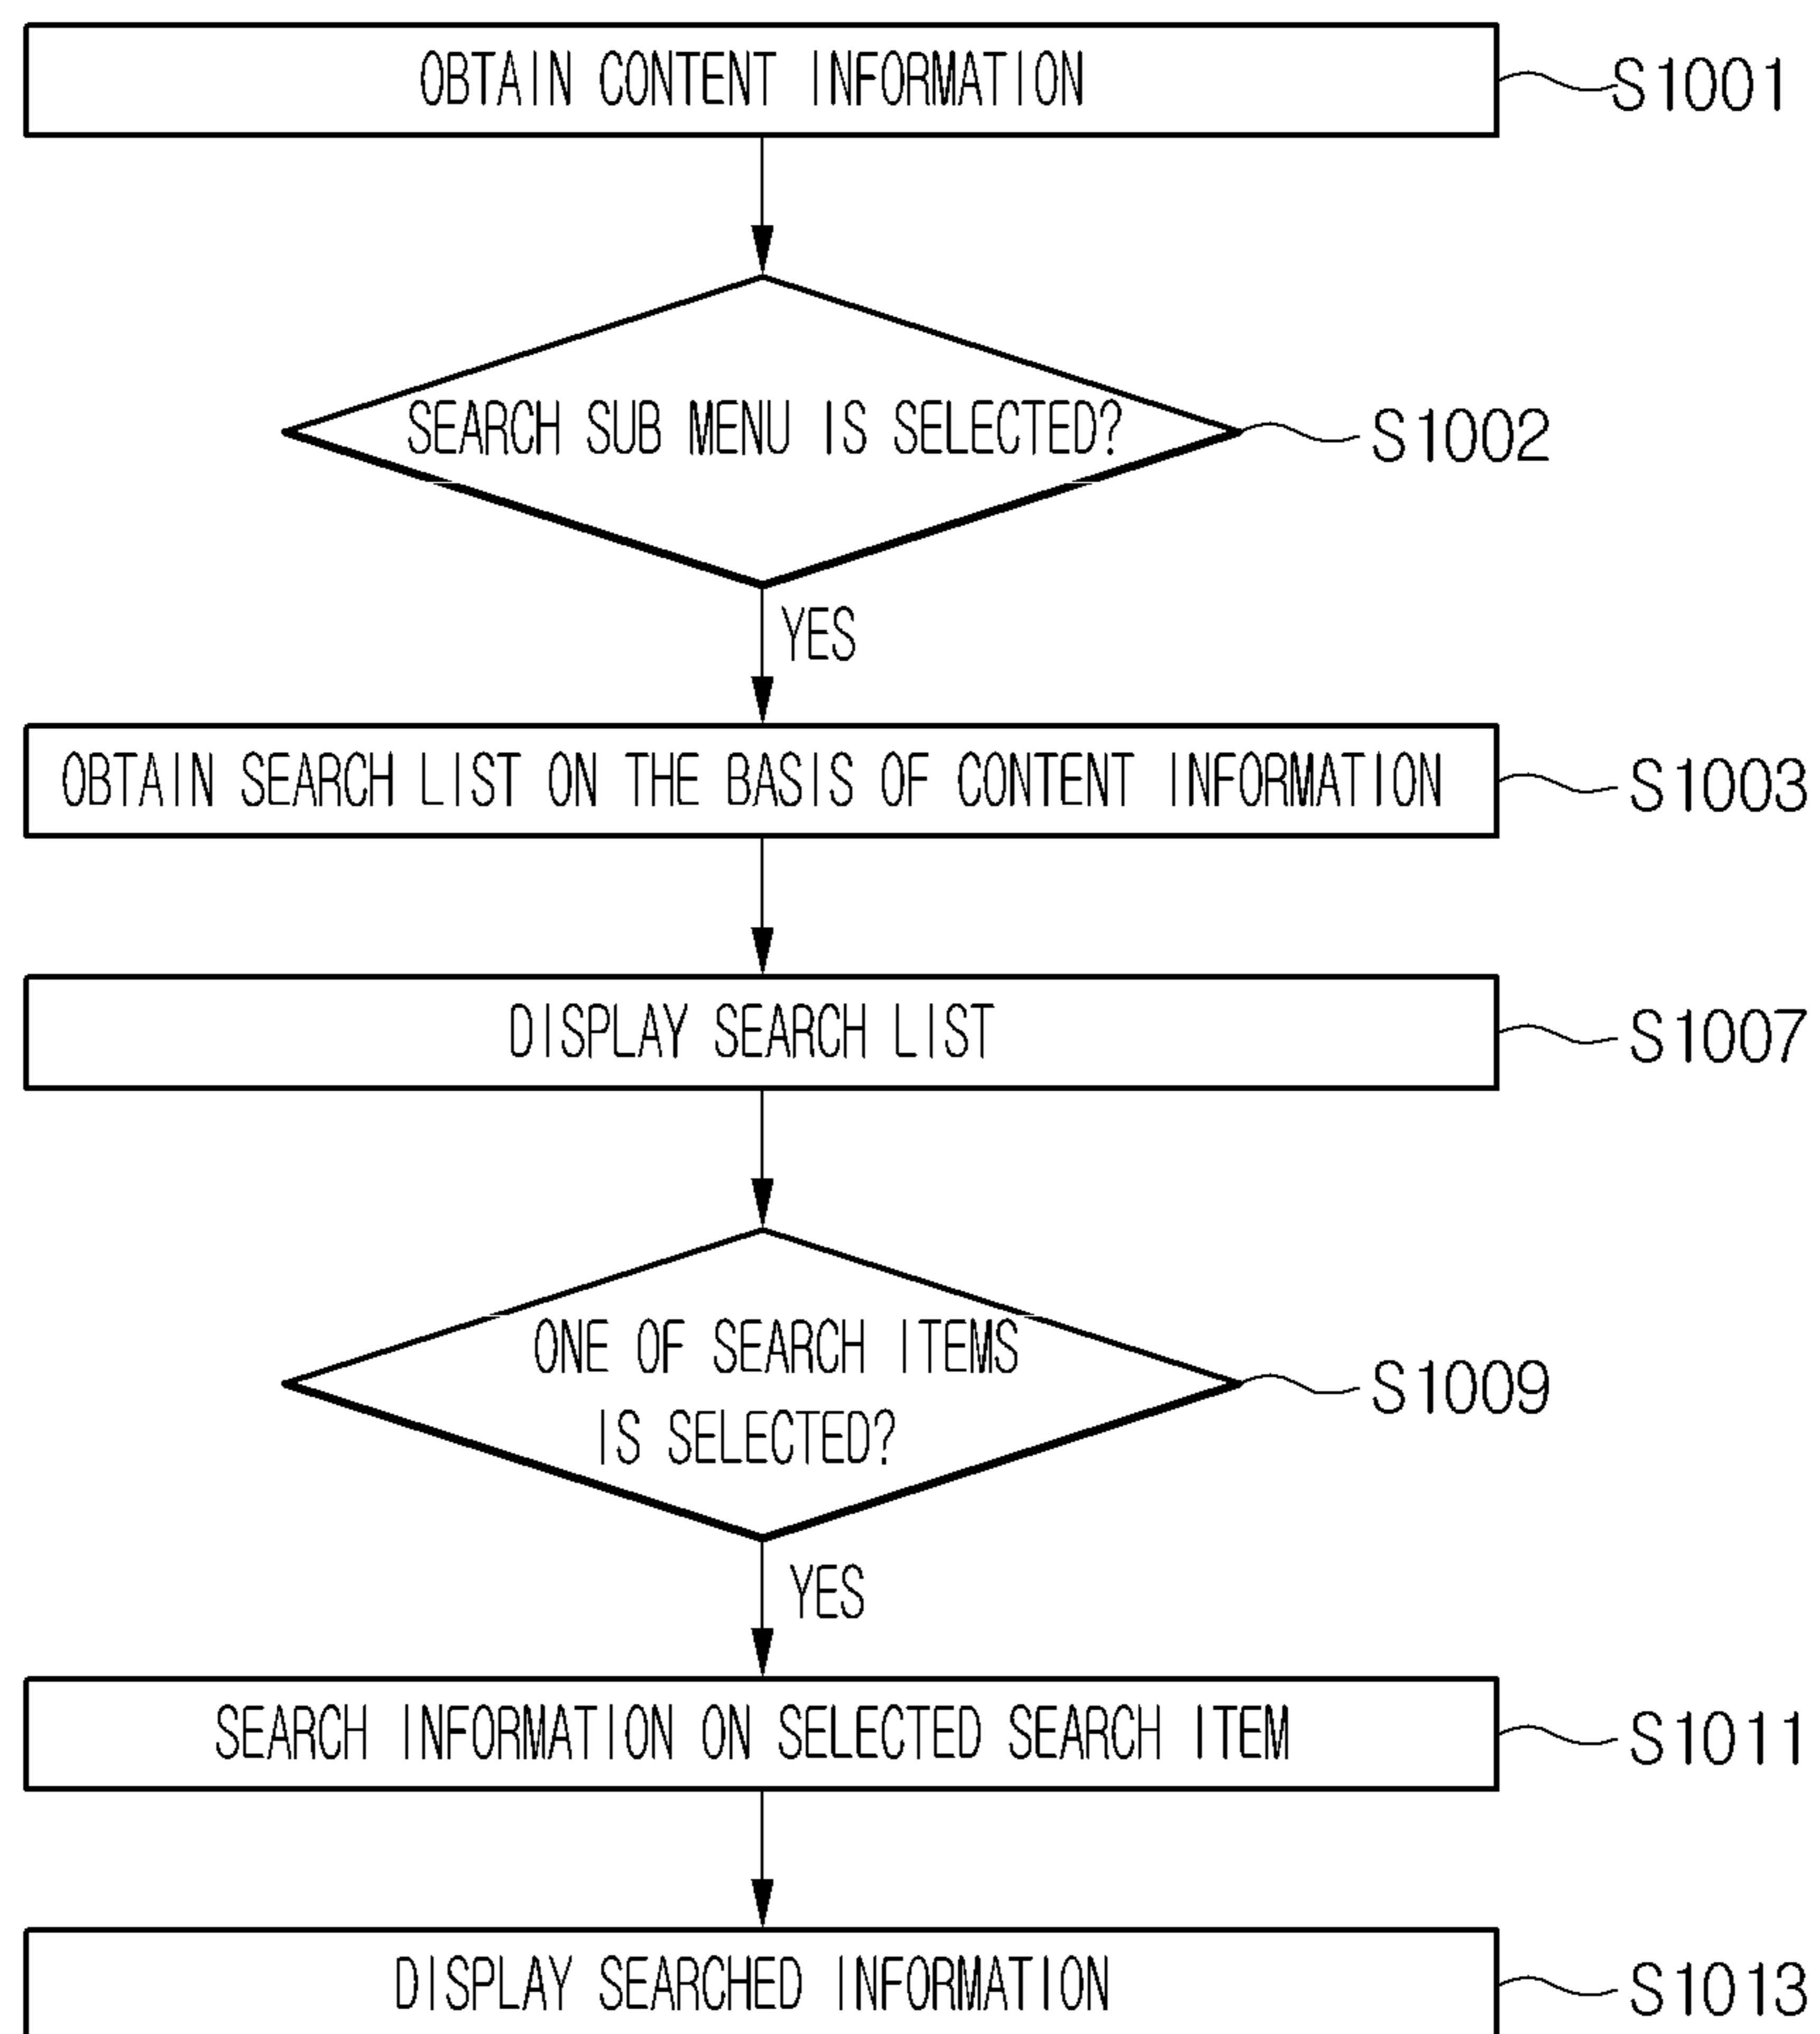 OBTAIN CONTENT INFORMATION
S1001
SEARCH SUB MENU IS SELECTED?
S1002
YES
OBTAIN SEARCH LIST ON THE BASIS OF CONTENT INFORMATION
S1003
DISPLAY SEARCH LIST
S1007
ONE OF SEARCH ITEMS
IS SELECTED?
S1009
YES
SEARCH INFORMATION ON SELECTED SEARCH ITEM
S1011
DISPLAY SEARCHED INFORMATION
S1013